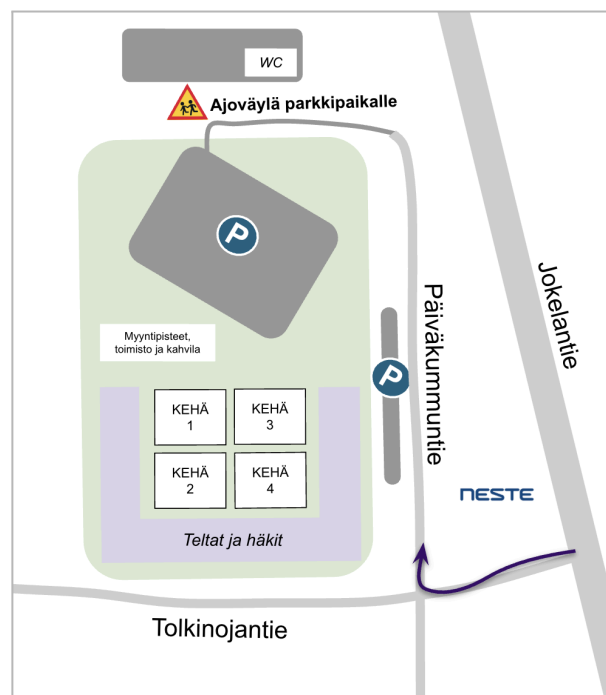 WC
Ajoväylä parkkipaikalle
P
Jokelantie
Päiväkummuntie
Myyntipisteet,
toimisto ja kahvila
P
KEHÄ
1
KEHÄ
3
KEHÄ
2
KEHÄ
4
NESTE
Teltat ja häkit
Tolkinojantie